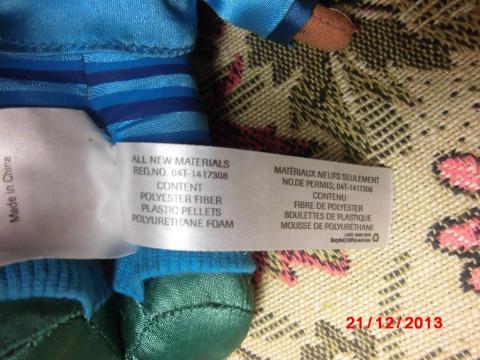 Made in China
ALL NEW MATERIALS
REG.NO. 04T-1417308
CONTENT
POLYESTER FIBER
PLASTIC PELLETS
POLYURETHANE FOAM
MATÉRIAUX NEUFS SEULEMENT
NO.DE PERMIS; 04T-1417308
CONTENU
FIBRE DE POLYESTER
BOULETTES DE PLASTIQUE
MOUSSE DE POLYURÉTHANE
21/12/2013